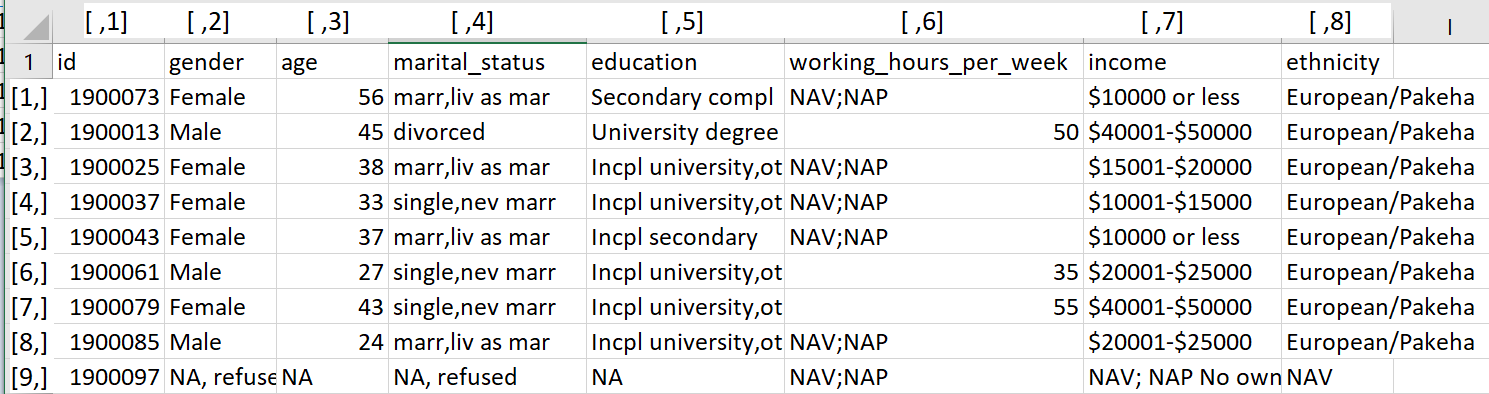 [ ,1] [ ,2] [ ,3] [ ,4] [ ,5] [ ,6] [ ,7] [ ,8] I
1 id gender age marital_status education working_hours_per_week income ethnicity
[1,] 1900073 Female 56 marr,liv as mar Secondary compl NAV;NAP $10000 or less European/Pakeha
[2,] 1900013 Male 45 divorced University degree 50 $40001-$50000 European/Pakeha
[3,] 1900025 Female 38 marr,liv as mar Incpl university,ot NAV;NAP $15001-$20000 European/Pakeha
[4,] 1900037 Female 33 single,nev marr Incpl university,ot NAV;NAP $10001-$15000 European/Pakeha
[5,] 1900043 Female 37 marr,liv as mar Incpl secondary NAV;NAP $10000 or less European/Pakeha
[6,] 1900061 Male 27 single,nev marr Incpl university,ot 35 $20001-$25000 European/Pakeha
[7,] 1900079 Female 43 single,nev marr Incpl university,ot 55 $40001-$50000 European/Pakeha
[8,] 1900085 Male 24 marr,liv as mar Incpl university,ot NAV;NAP $20001-$25000 European/Pakeha
[9,] 1900097 NA, refuse NA NA, refused NA NAV;NAP NAV; NAP No own NAV